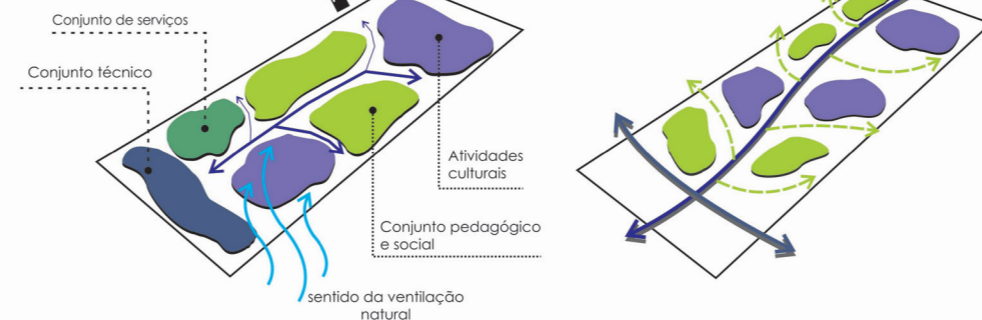 Conjunto de serviços
Conjunto técnico
Atividades
culturais
Conjunto pedagógico
e social
sentido da ventilação
natural